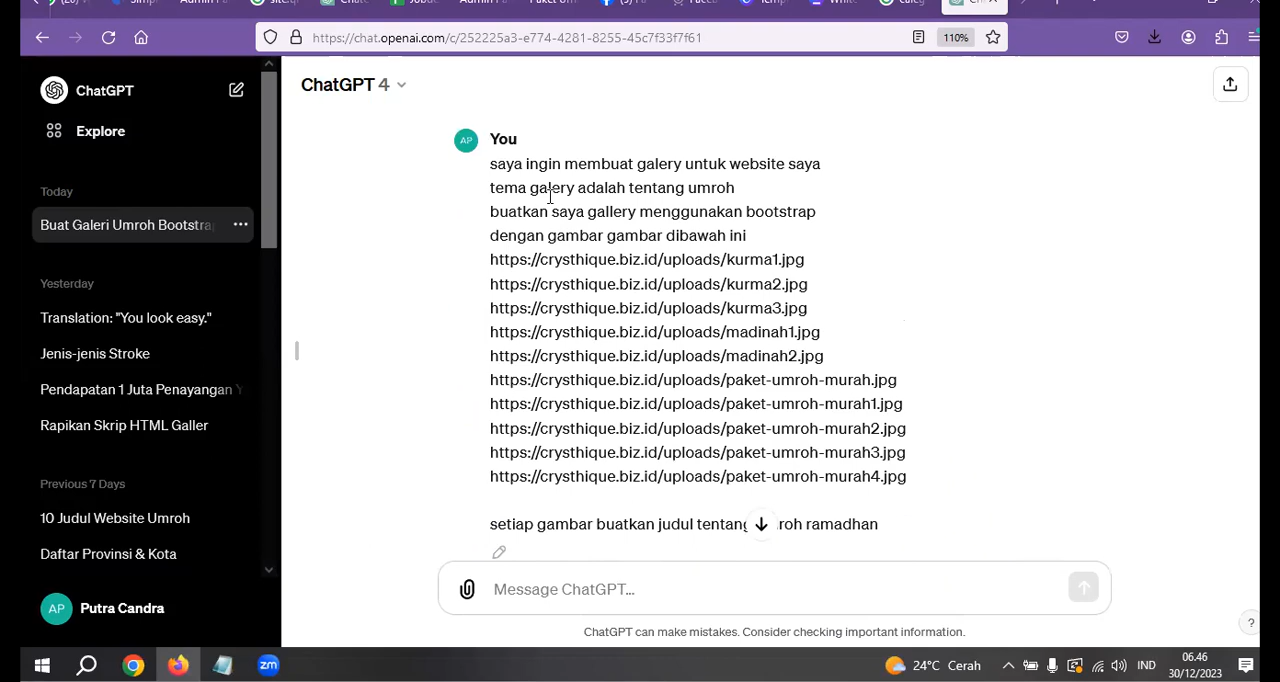 https://chat.openai.com/c/252225a3-e774-4281-8255-45c7f33f7f61
110%
ChatGPT
Explore
Today
Buat Galeri Umroh Bootstra
Yesterday
Translation: "You look easy."
Jenis-jenis Stroke
Pendapatan 1 Juta Penayangan
Rapikan Skrip HTML Galler
Previous 7 Days
10 Judul Website Umroh
Daftar Provinsi & Kota
AP Putra Candra
ChatGPT 4
AP You
saya ingin membuat galery untuk website saya
tema galery adalah tentang umroh
buatkan saya gallery menggunakan bootstrap
dengan gambar gambar dibawah ini
https://crysthique.biz.id/uploads/kurma1.jpg
https://crysthique.biz.id/uploads/kurma2.jpg
https://crysthique.biz.id/uploads/kurma3.jpg
https://crysthique.biz.id/uploads/madinah1.jpg
https://crysthique.biz.id/uploads/madinah2.jpg
https://crysthique.biz.id/uploads/paket-umroh-murah.jpg
https://crysthique.biz.id/uploads/paket-umroh-murah1.jpg
https://crysthique.biz.id/uploads/paket-umroh-murah2.jpg
https://crysthique.biz.id/uploads/paket-umroh-murah3.jpg
https://crysthique.biz.id/uploads/paket-umroh-murah4.jpg
setiap gambar buatkan judul tentang roh ramadhan
Message ChatGPT...
ChatGPT can make mistakes. Consider checking important information.
?
zm
24°C Cerah
IND
06.46
30/12/2023